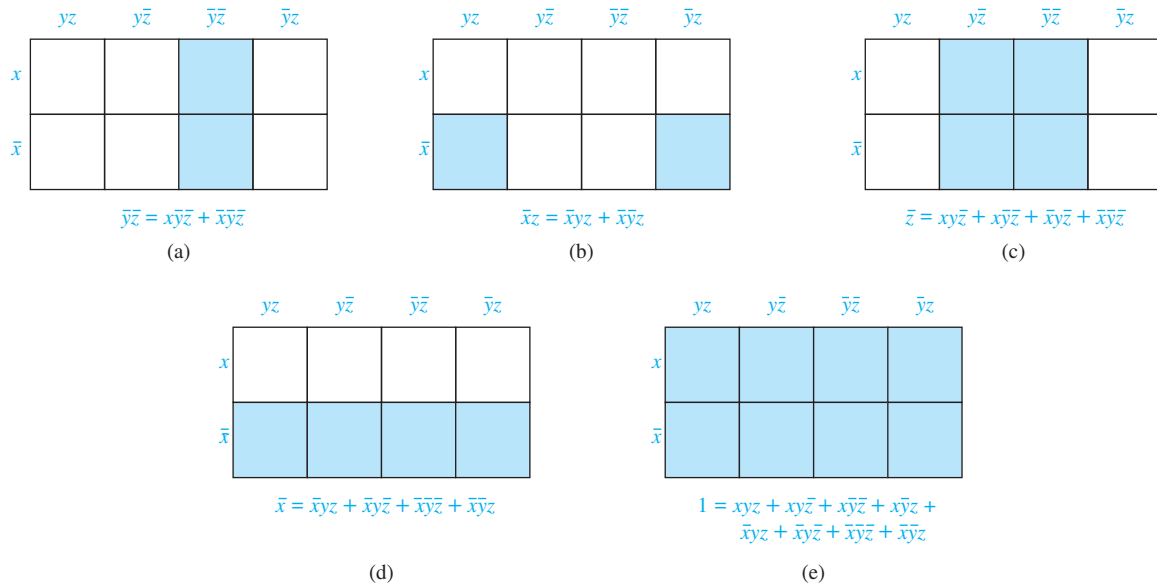 yz yz̄ ȳz̄ ȳz
x
x̄
ȳz̄ = xȳz̄ + x̄ȳz̄
(a)
yz yz̄ ȳz̄ ȳz
x
x̄
x̄z = x̄yz + x̄ȳz
(b)
yz yz̄ ȳz̄ ȳz
x
x̄
z̄ = xyz̄ + xȳz̄ + x̄yz̄ + x̄ȳz̄
(c)
yz yz̄ ȳz̄ ȳz
x
x̄
x̄ = x̄yz + x̄yz̄ + x̄ȳz̄ + x̄ȳz
(d)
yz yz̄ ȳz̄ ȳz
x
x̄
1 = xyz + xyz̄ + xȳz̄ + xȳz +
x̄yz + x̄yz̄ + x̄ȳz̄ + x̄ȳz
(e)